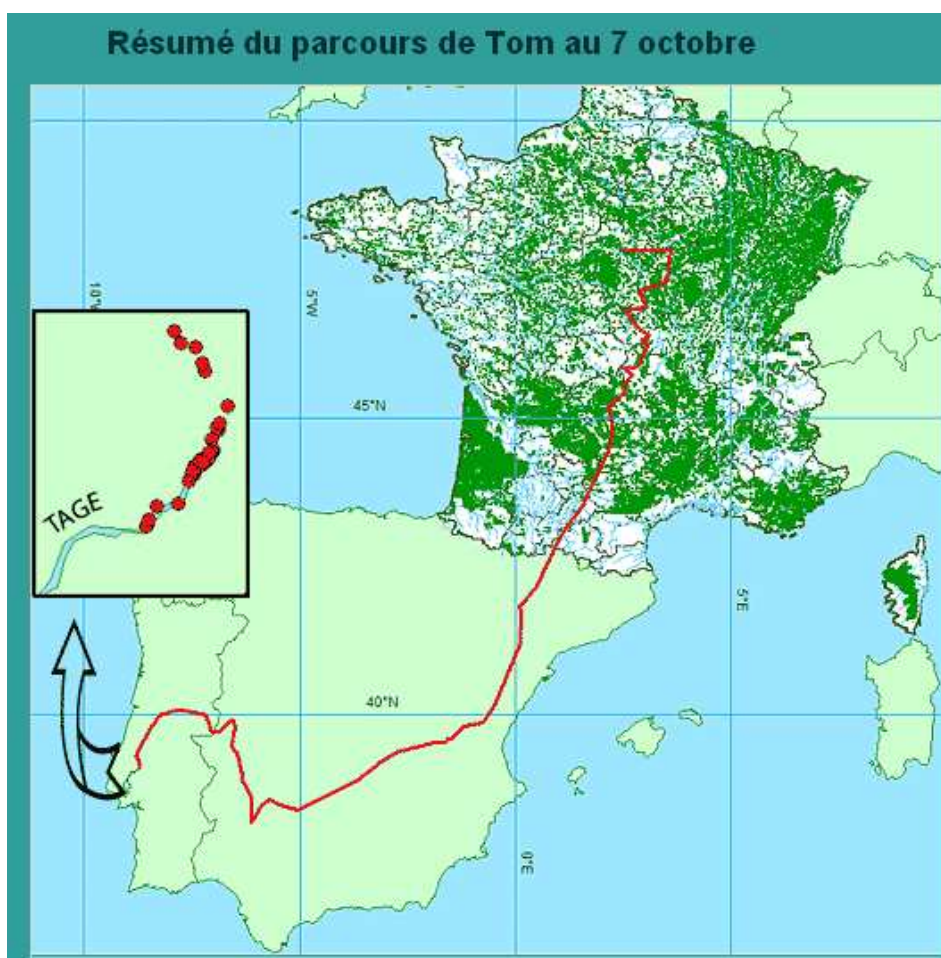 Résumé du parcours de Tom au 7 octobre
10°W
5°W
45°N
TAGE
5°E
40°N
0°E